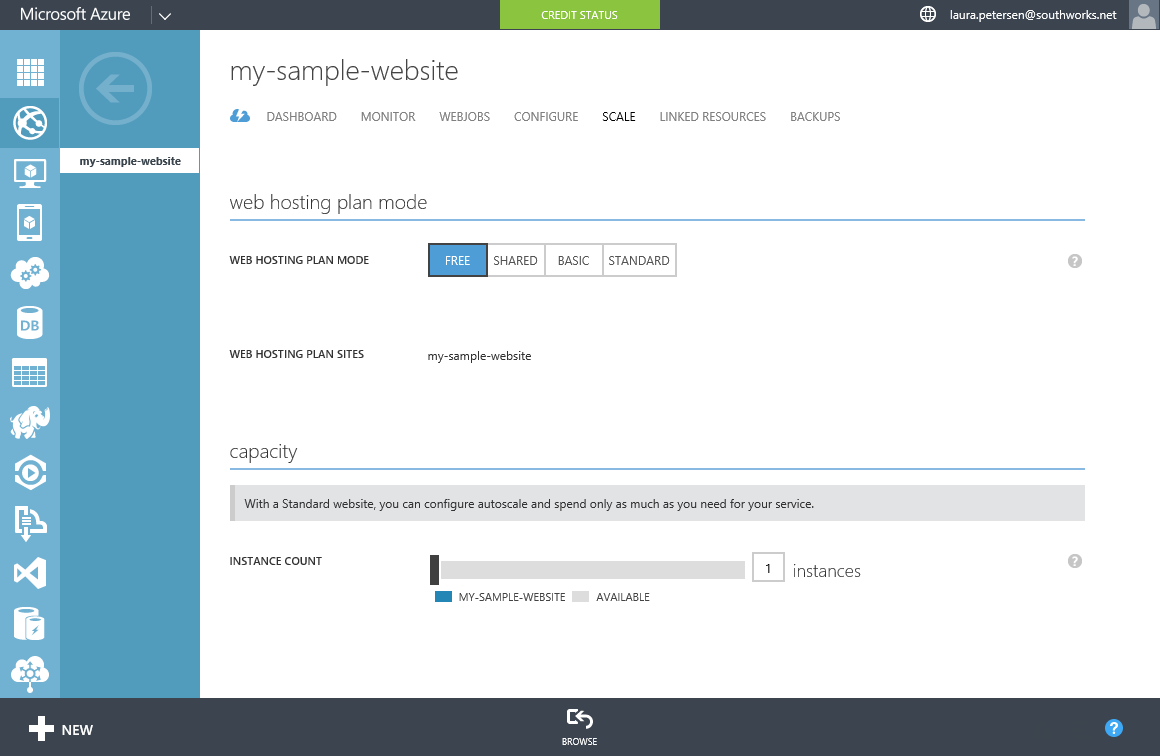 Microsoft Azure
CREDIT STATUS
laura.petersen@southworks.net
my-sample-website
my-sample-website
DASHBOARD MONITOR WEBJOBS CONFIGURE SCALE LINKED RESOURCES BACKUPS
web hosting plan mode
WEB HOSTING PLAN MODE FREE SHARED BASIC STANDARD ?
WEB HOSTING PLAN SITES my-sample-website
capacity
With a Standard website, you can configure autoscale and spend only as much as you need for your service.
INSTANCE COUNT 1 instances ?
MY-SAMPLE-WEBSITE AVAILABLE
DB
NEW
BROWSE
?